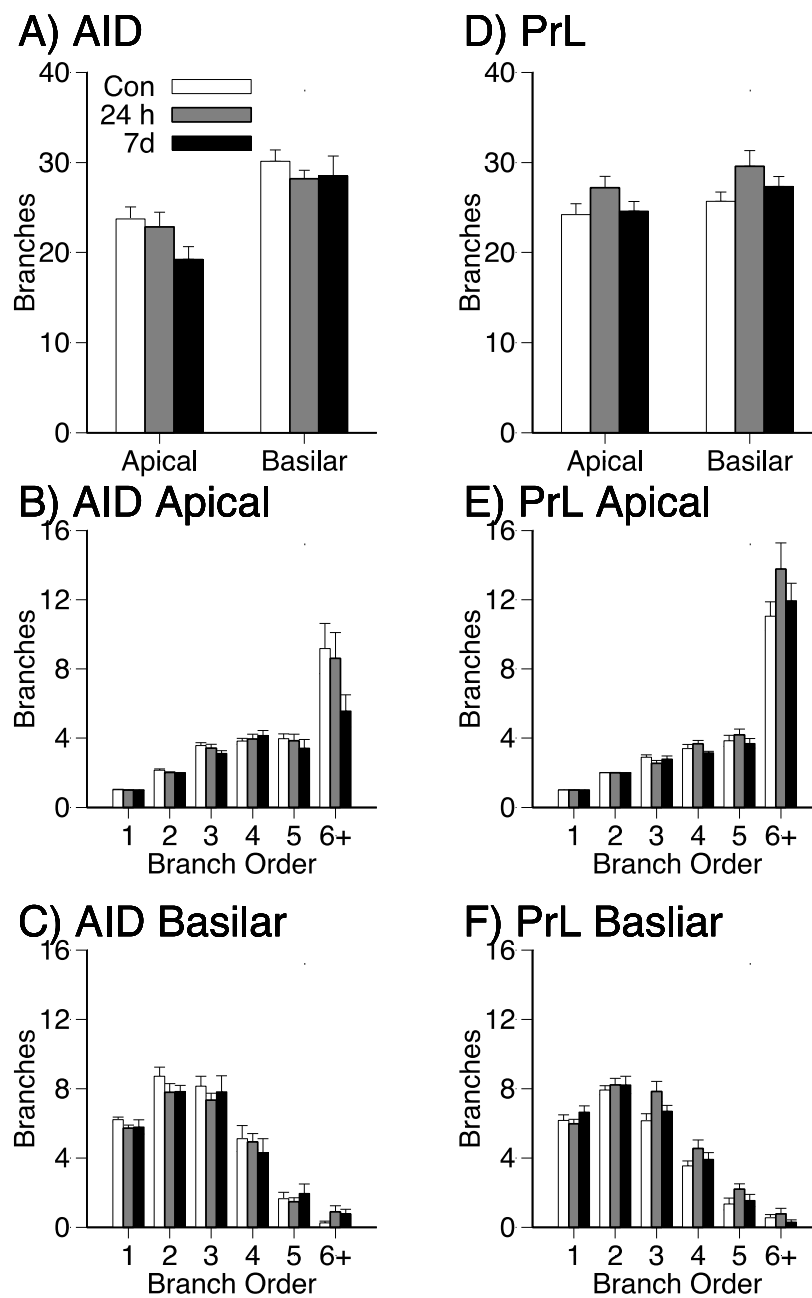 A) AID
40
30
20
10
0
Branches
Con
24 h
7d
Apical Basilar
B) AID Apical
16
12
8
4
0
Branches
1 2 3 4 5 6+
Branch Order
C) AID Basilar
16
12
8
4
0
Branches
1 2 3 4 5 6+
Branch Order
D) PrL
40
30
20
10
0
Branches
Apical Basilar
E) PrL Apical
16
12
8
4
0
Branches
1 2 3 4 5 6+
Branch Order
F) PrL Basliar
16
12
8
4
0
Branches
1 2 3 4 5 6+
Branch Order